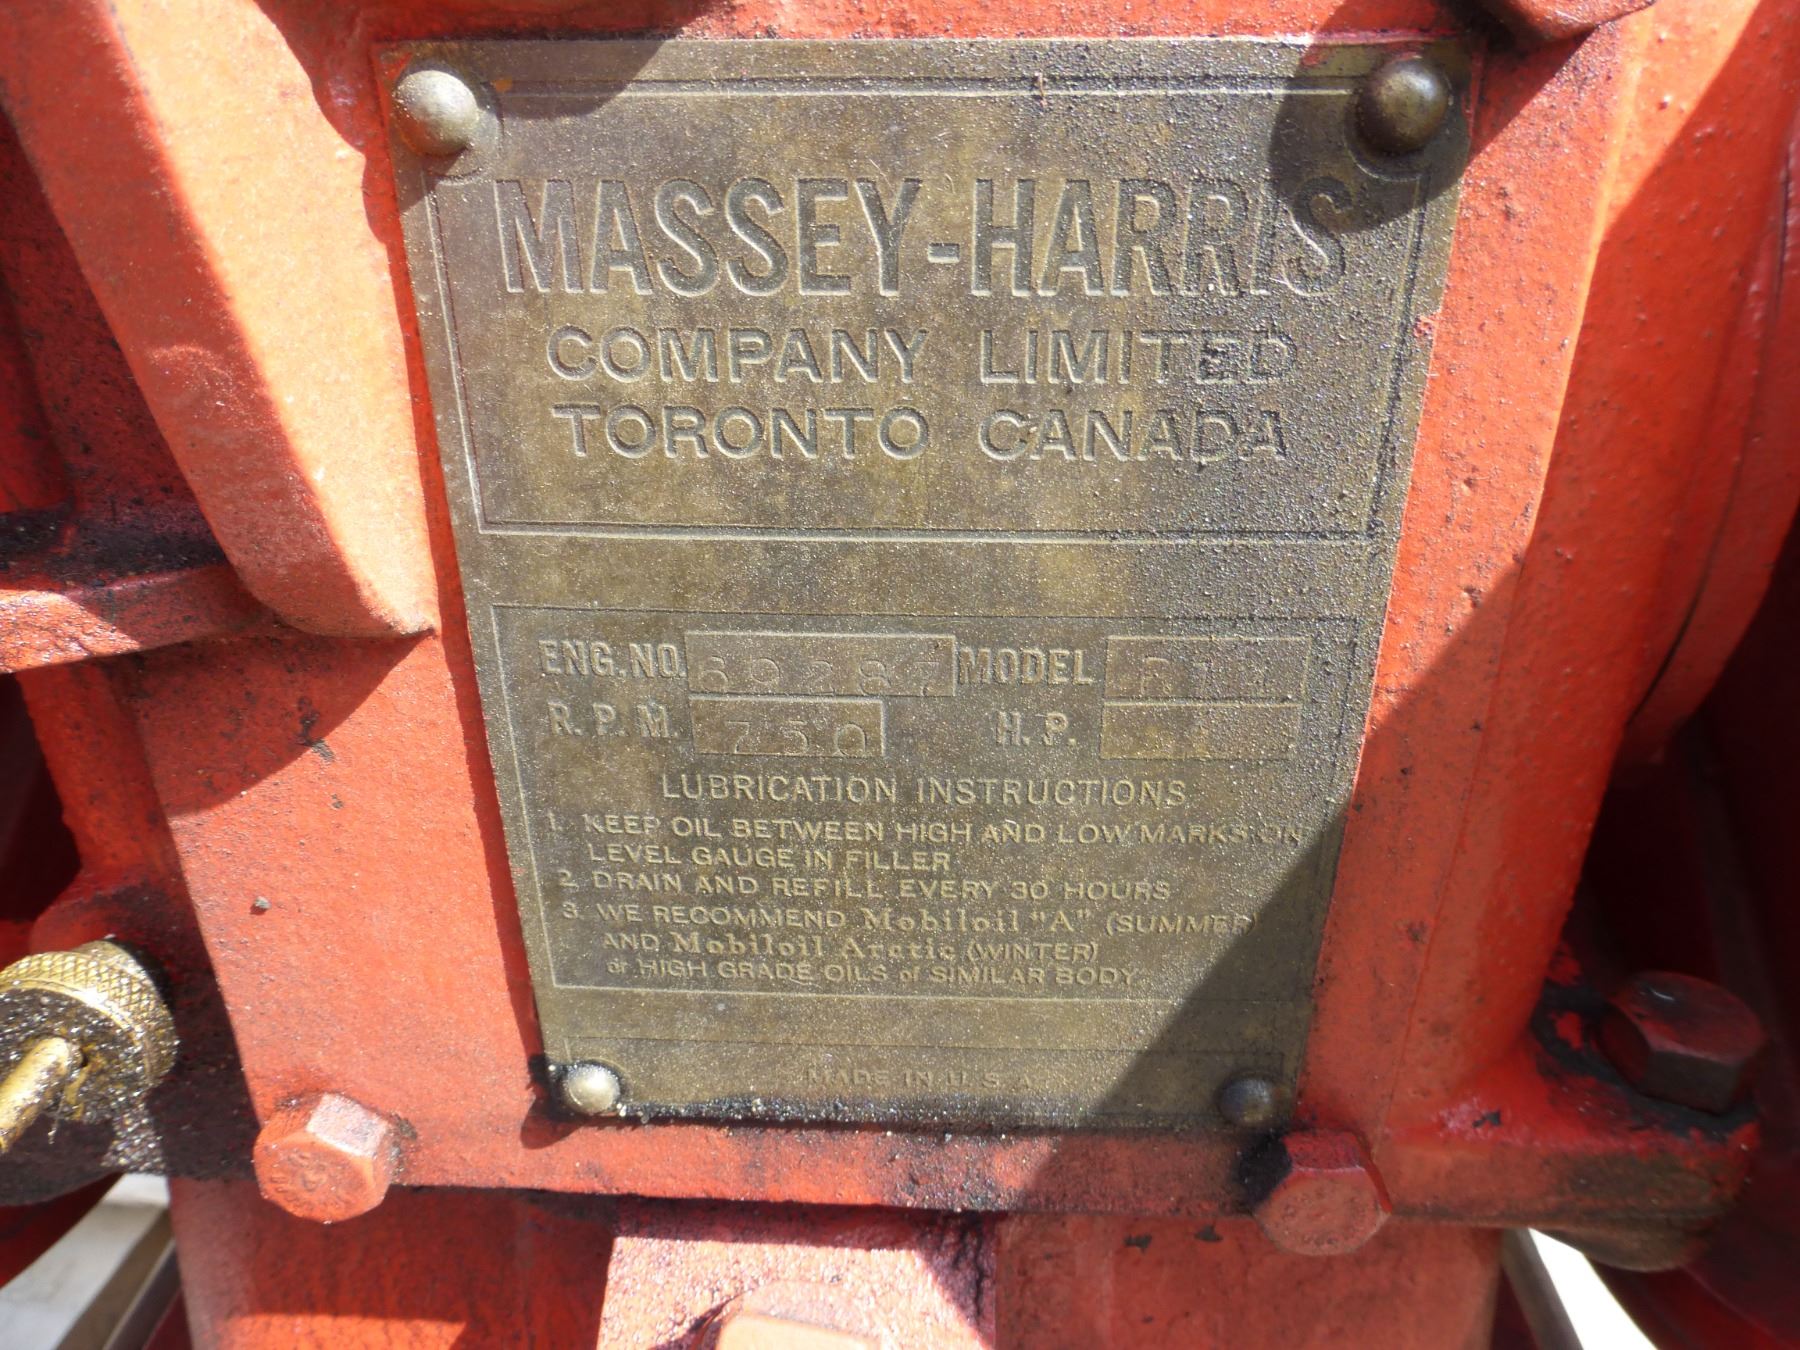 MASSEY-HARRIS
COMPANY LIMITED
TORONTO CANADA
ENG. NO. 89287 MODEL
R. P. M. 750 H. P.
LUBRICATION INSTRUCTIONS
1. KEEP OIL BETWEEN HIGH AND LOW MARKS ON
LEVEL GAUGE IN FILLER
2. DRAIN AND REFILL EVERY 30 HOURS
3. WE RECOMMEND Mobiloil "A" (SUMMER)
AND Mobiloil Arctic (WINTER)
or HIGH GRADE OILS of SIMILAR BODY
MADE IN U. S. A.